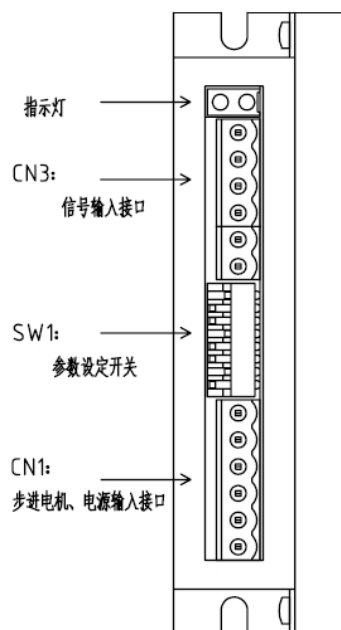 指示灯
CN3:
信号输入接口
SW1:
参数设定开关
CN1:
步进电机、电源输入接口